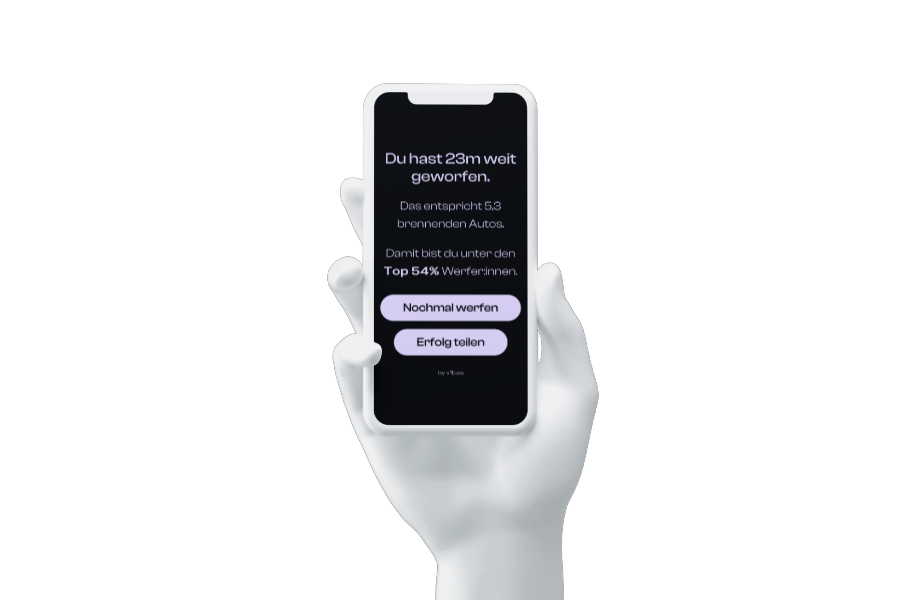 Du hast 23m weit
geworfen.
Das entspricht 5,3
brennenden Autos.
Damit bist du unter den
Top 54% Werfer:innen.
Nochmal werfen
Erfolg teilen
by